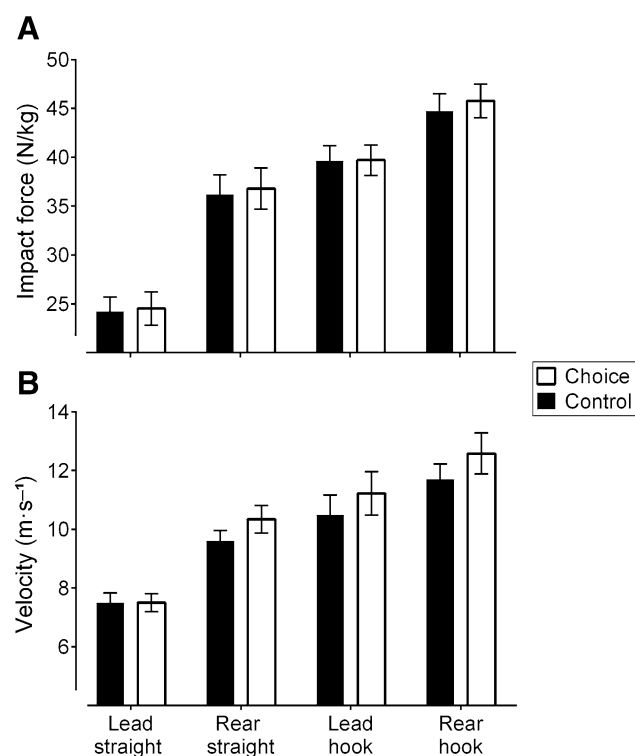 A
Impact force (N/kg)
50
45
40
35
30
25
B
Velocity (m·s–¹)
14
12
10
8
6
Choice
Control
Lead
straight
Rear
straight
Lead
hook
Rear
hook